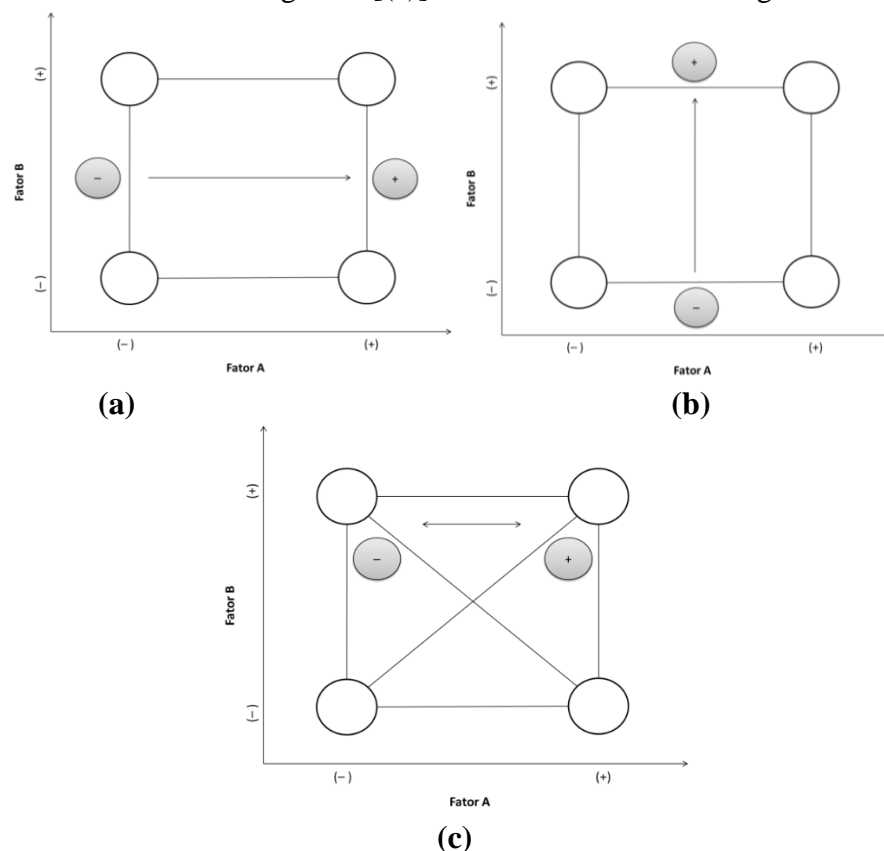 (+)
Fator B
−
+
(−)
(−)
(+)
Fator A
(a)
+
(+)
Fator B
(−)
−
(−)
(+)
Fator A
(b)
(+)
−
+
Fator B
(−)
(−)
(+)
Fator A
(c)